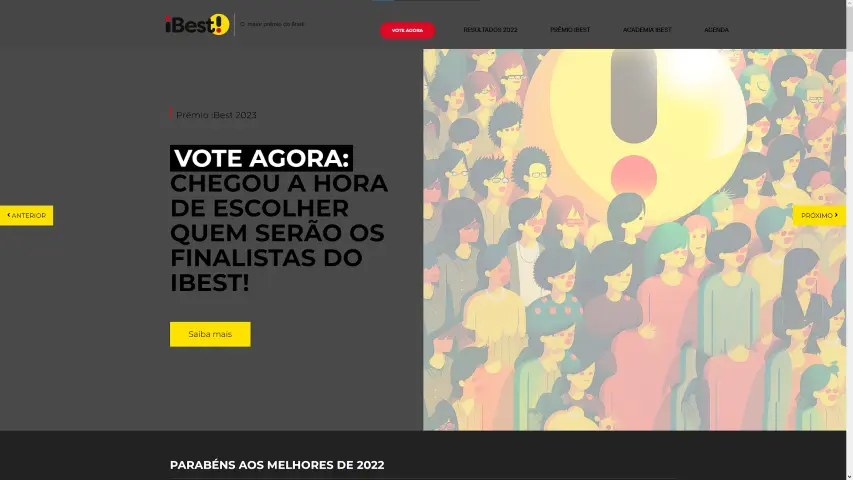 iBest!
O maior prêmio do Brasil
VOTE AGORA
RESULTADOS 2022
PRÊMIO IBEST
ACADEMIA IBEST
AGENDA
Prêmio iBest 2023
VOTE AGORA:
CHEGOU A HORA
DE ESCOLHER
QUEM SERÃO OS
FINALISTAS DO
IBEST!
ANTERIOR
PRÓXIMO
Saiba mais
PARABÉNS AOS MELHORES DE 2022